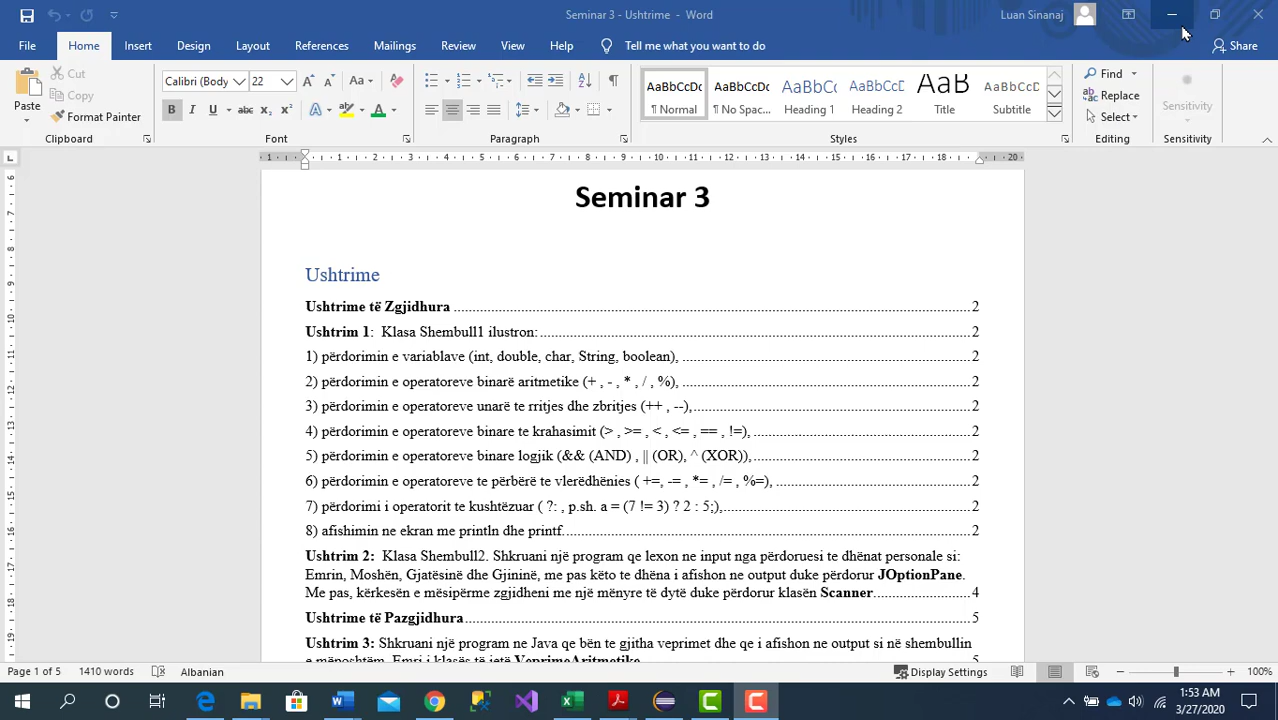 Seminar 3 - Ushtrime - Word
Luan Sinanaj
File Home Insert Design Layout References Mailings Review View Help Tell me what you want to do Share
Paste
Cut
Copy
Format Painter
Clipboard
Calibri (Body 22
Font
Paragraph
AaBbCcDc AaBbCcDc AaBbCc AaBbCcD AaB AaBbCcD
¶ Normal ¶ No Spac... Heading 1 Heading 2 Title Subtitle
Styles
Find
Replace
Select
Editing
Sensitivity
Sensitivity
Seminar 3
Ushtrime
Ushtrime të Zgjidhura 2
Ushtrim 1: Klasa Shembull1 ilustron: 2
1) përdorimin e variablave (int, double, char, String, boolean), 2
2) përdorimin e operatoreve binarë aritmetike (+ , - , * , / , %), 2
3) përdorimin e operatoreve unarë te rritjes dhe zbritjes (++ , --), 2
4) përdorimin e operatoreve binare te krahasimit (> , >= , < , <= , == , !=), 2
5) përdorimin e operatoreve binare logjik (&& (AND) , || (OR), ^ (XOR)), 2
6) përdorimin e operatoreve te përbërë te vlerëdhënies ( +=, -= , *= , /= , %=), 2
7) përdorimi i operatorit te kushtëzuar ( ?: , p.sh. a = (7 != 3) ? 2 : 5;), 2
8) afishimin ne ekran me println dhe printf. 2
Ushtrim 2: Klasa Shembull2. Shkruani një program qe lexon ne input nga përdoruesi te dhënat personale si:
Emrin, Moshën, Gjatësinë dhe Gjininë, me pas këto te dhëna i afishon ne output duke përdorur JOptionPane.
Me pas, kërkesën e mësipërme zgjidheni me një mënyre të dytë duke përdorur klasën Scanner. 4
Ushtrime të Pazgjidhura 5
Ushtrim 3: Shkruani një program ne Java qe bën te gjitha veprimet dhe qe i afishon ne output si në shembullin
e mëposhtëm. Emri i klasës të jetë VeprimeAritmetike. 5
Page 1 of 5 1410 words Albanian Display Settings 100%
1:53 AM
3/27/2020